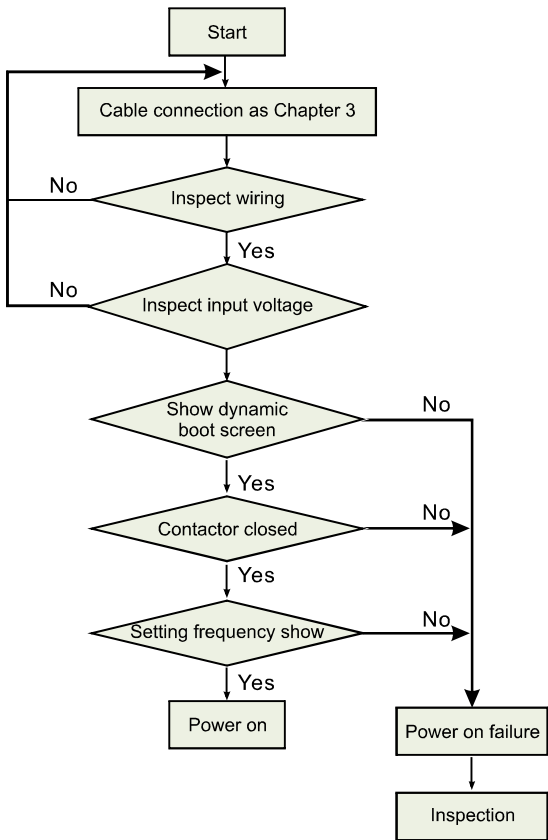 Start
Cable connection as Chapter 3
No
Inspect wiring
Yes
No
Inspect input voltage
Show dynamic
boot screen
No
Yes
Contactor closed
No
Yes
Setting frequency show
No
Yes
Power on
Power on failure
Inspection